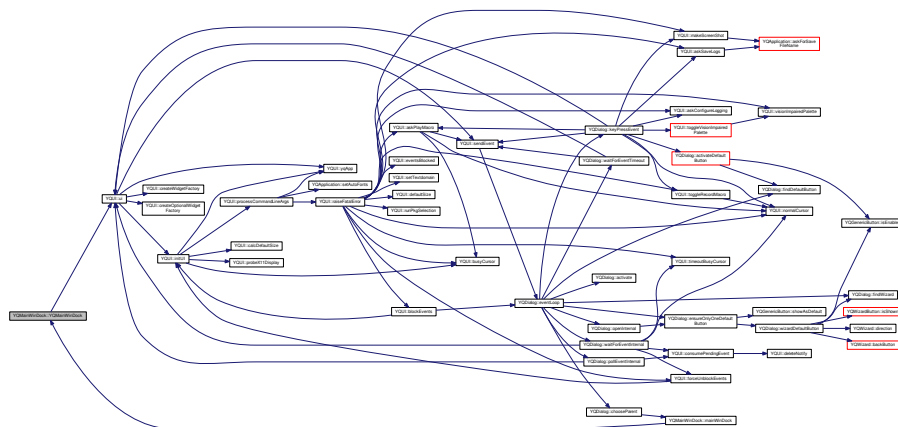 YQMainWinDock::YQMainWinDock
YQUI::ui
YQUI::createWidgetFactory
YQUI::createOptionalWidget
Factory
YQUI::initUI
YQUI::yqApp
YQApplication::setAutoFonts
YQUI::processCommandLineArgs
YQUI::raiseFatalError
YQUI::calcDefaultSize
YQUI::probeX11Display
YQUI::askPlayMacro
YQUI::eventsBlocked
YQUI::setTextdomain
YQUI::defaultSize
YQUI::runPkgSelection
YQUI::busyCursor
YQUI::blockEvents
YQUI::sendEvent
YQDialog::eventLoop
YQDialog::keyPressEvent
YQDialog::waitForEventTimeout
YQDialog::activate
YQDialog::openInternal
YQDialog::waitForEventInternal
YQDialog::pollEventInternal
YQDialog::chooseParent
YQUI::makeScreenShot
YQUI::askSaveLogs
YQUI::askConfigureLogging
YQUI::toggleVisionImpaired
Palette
YQDialog::activateDefault
Button
YQUI::toggleRecordMacro
YQUI::timeoutBusyCursor
YQDialog::ensureOnlyOneDefault
Button
YQUI::consumePendingEvent
YQUI::forceUnblockEvents
YQMainWinDock::mainWinDock
YQApplication::askForSave
FileName
YQUI::visionImpairedPalette
YQDialog::findDefaultButton
YQUI::normalCursor
YQGenericButton::showAsDefault
YQDialog::wizardDefaultButton
YQUI::deleteNotify
YQGenericButton::isEnabled
YQDialog::findWizard
YQWizardButton::isShown
YQWizard::direction
YQWizard::backButton